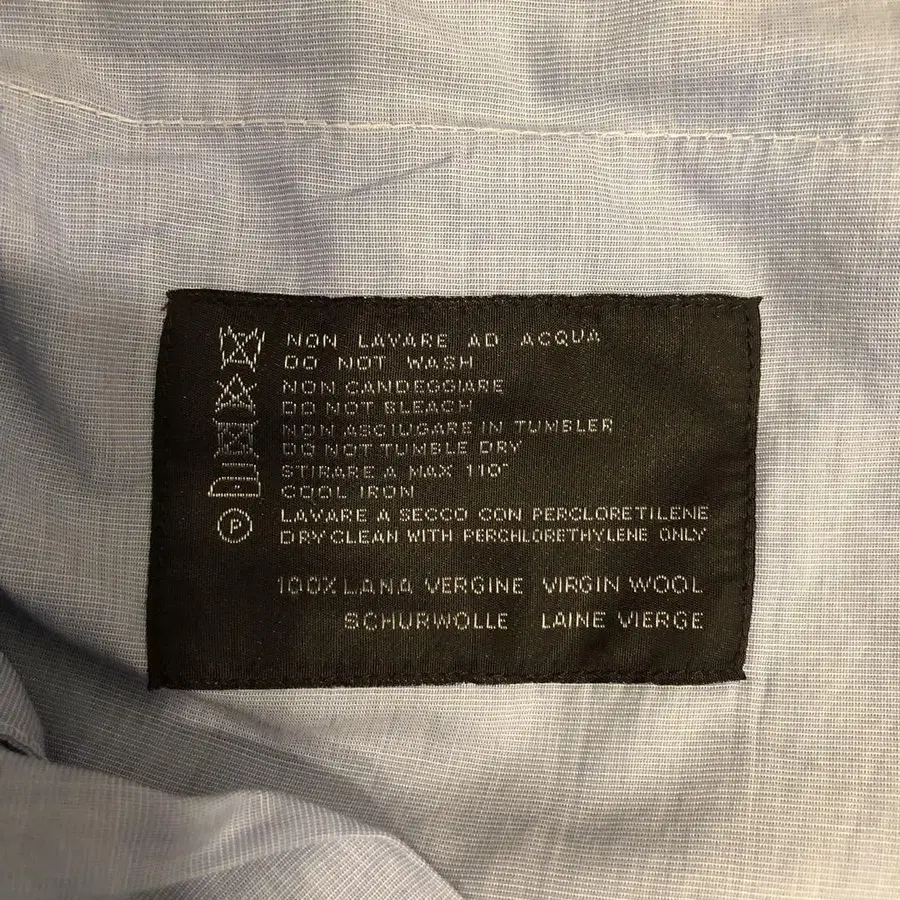 NON LAVARE AD ACQUA
DO NOT WASH
NON CANDEGGIARE
DO NOT BLEACH
NON ASCIUGARE IN TUMBLER
DO NOT TUMBLE DRY
STIRARE A MAX 110°
COOL IRON
P LAVARE A SECCO CON PERCLORETILENE
DRY CLEAN WITH PERCHLORETHYLENE ONLY
100% LANA VERGINE VIRGIN WOOL
SCHURWOLLE LAINE VIERGE